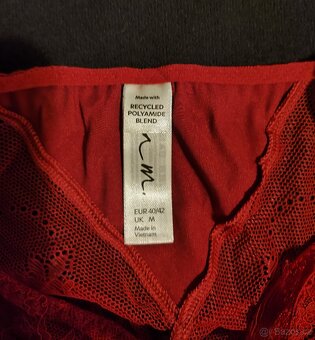 Made with
RECYCLED
POLYAMIDE
BLEND
n.m.
EUR 40/42
UK M
Made in
Vietnam